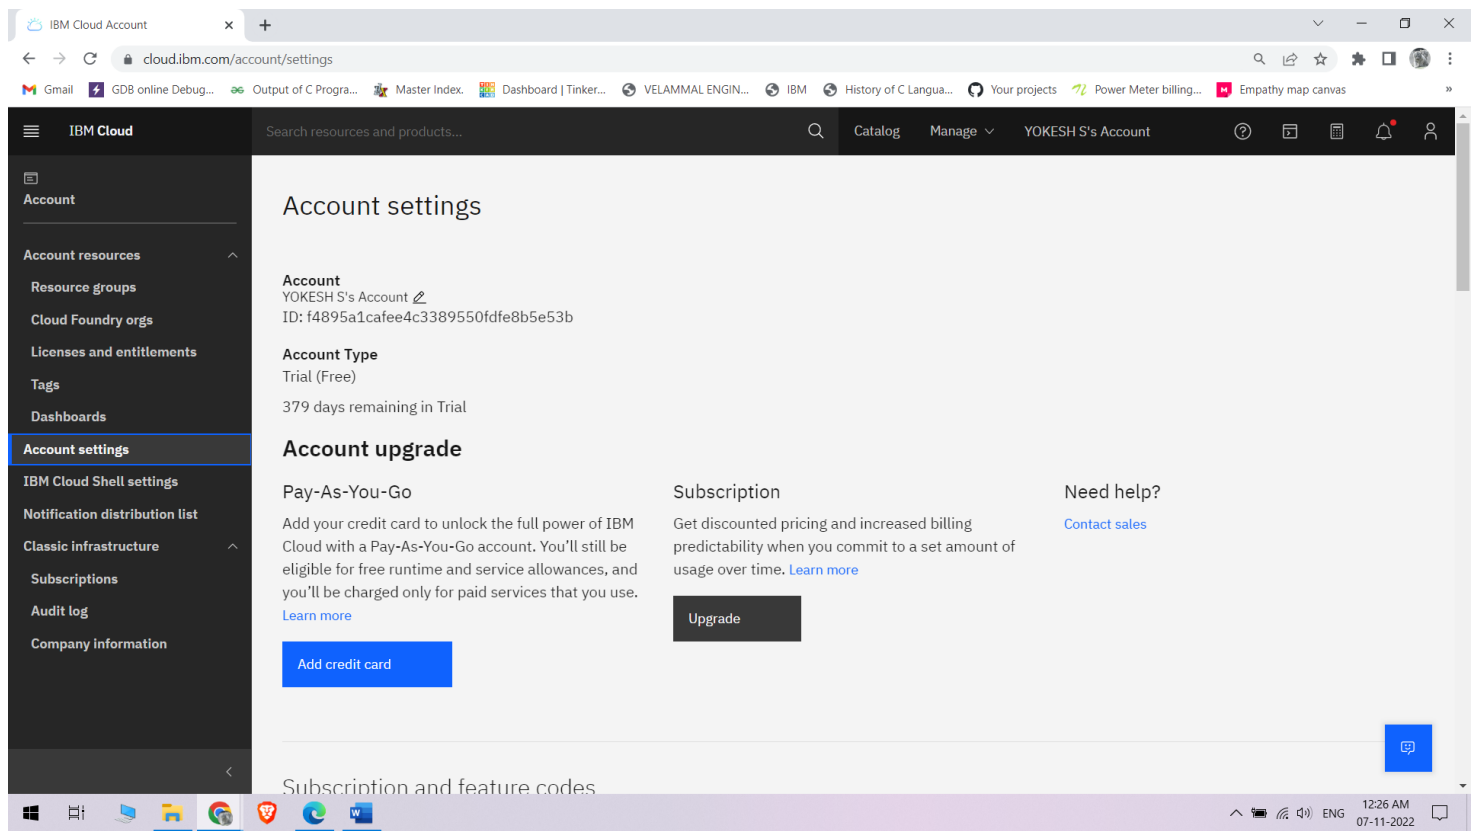 IBM Cloud Account
cloud.ibm.com/account/settings
Gmail GDB online Debug... Output of C Progra... Master Index. Dashboard | Tinker... VELAMMAL ENGIN... IBM History of C Langua... Your projects Power Meter billing... Empathy map canvas »
IBM Cloud Search resources and products... Catalog Manage YOKESH S's Account
Account
Account resources
Resource groups
Cloud Foundry orgs
Licenses and entitlements
Tags
Dashboards
Account settings
IBM Cloud Shell settings
Notification distribution list
Classic infrastructure
Subscriptions
Audit log
Company information
Account settings
Account
YOKESH S's Account
ID: f4895a1cafee4c3389550fdfe8b5e53b
Account Type
Trial (Free)
379 days remaining in Trial
Account upgrade
Pay-As-You-Go
Add your credit card to unlock the full power of IBM
Cloud with a Pay-As-You-Go account. You'll still be
eligible for free runtime and service allowances, and
you'll be charged only for paid services that you use.
Learn more
Add credit card
Subscription
Get discounted pricing and increased billing
predictability when you commit to a set amount of
usage over time. Learn more
Upgrade
Need help?
Contact sales
Subscription and feature codes
ENG
12:26 AM
07-11-2022